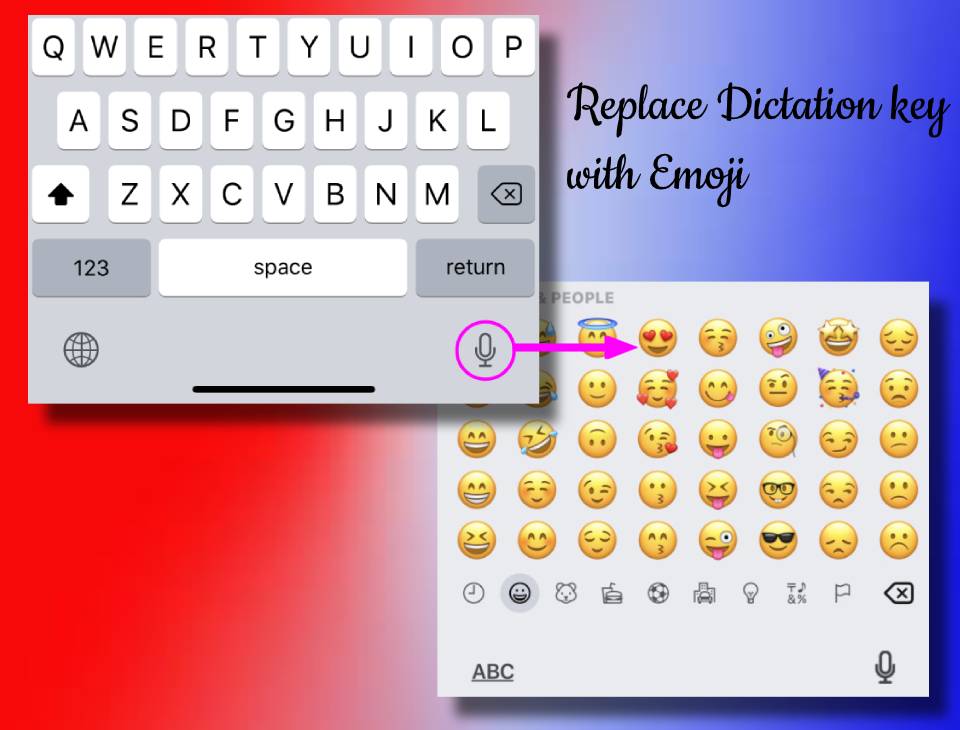 Q W E R T Y U I O P
A S D F G H J K L
Z X C V B N M
123 space return
Replace Dictation key
with Emoji
& PEOPLE
ABC